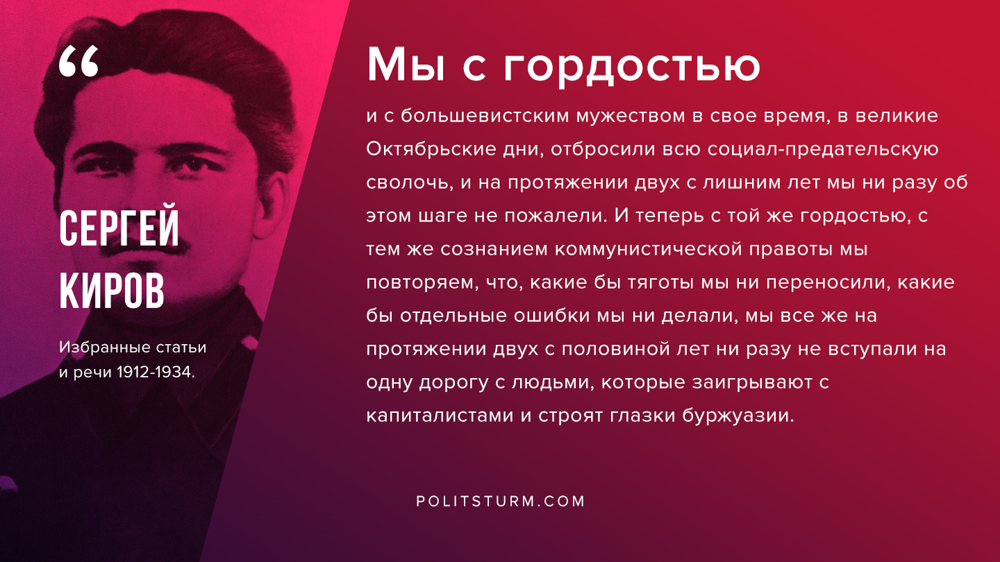 “
СЕРГЕЙ
КИРОВ
Избранные статьи
и речи 1912-1934.
Мы с гордостью
и с большевистским мужеством в свое время, в великие
Октябрьские дни, отбросили всю социал-предательскую
сволочь, и на протяжении двух с лишним лет мы ни разу об
этом шаге не пожалели. И теперь с той же гордостью, с
тем же сознанием коммунистической правоты мы
повторяем, что, какие бы тяготы мы ни переносили, какие
бы отдельные ошибки мы ни делали, мы все же на
протяжении двух с половиной лет ни разу не вступали на
одну дорогу с людьми, которые заигрывают с
капиталистами и строят глазки буржуазии.
POLITSTURM.COM